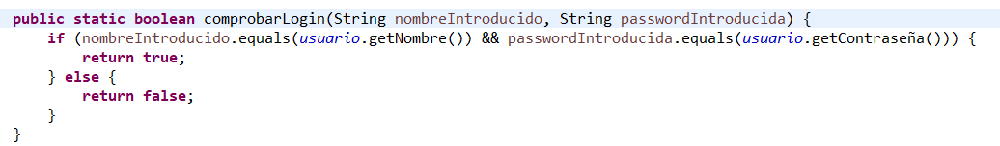 public static boolean comprobarLogin(String nombreIntroducido, String passwordIntroducida) {
if (nombreIntroducido.equals(usuario.getNombre()) && passwordIntroducida.equals(usuario.getContraseña())) {
return true;
} else {
return false;
}
}